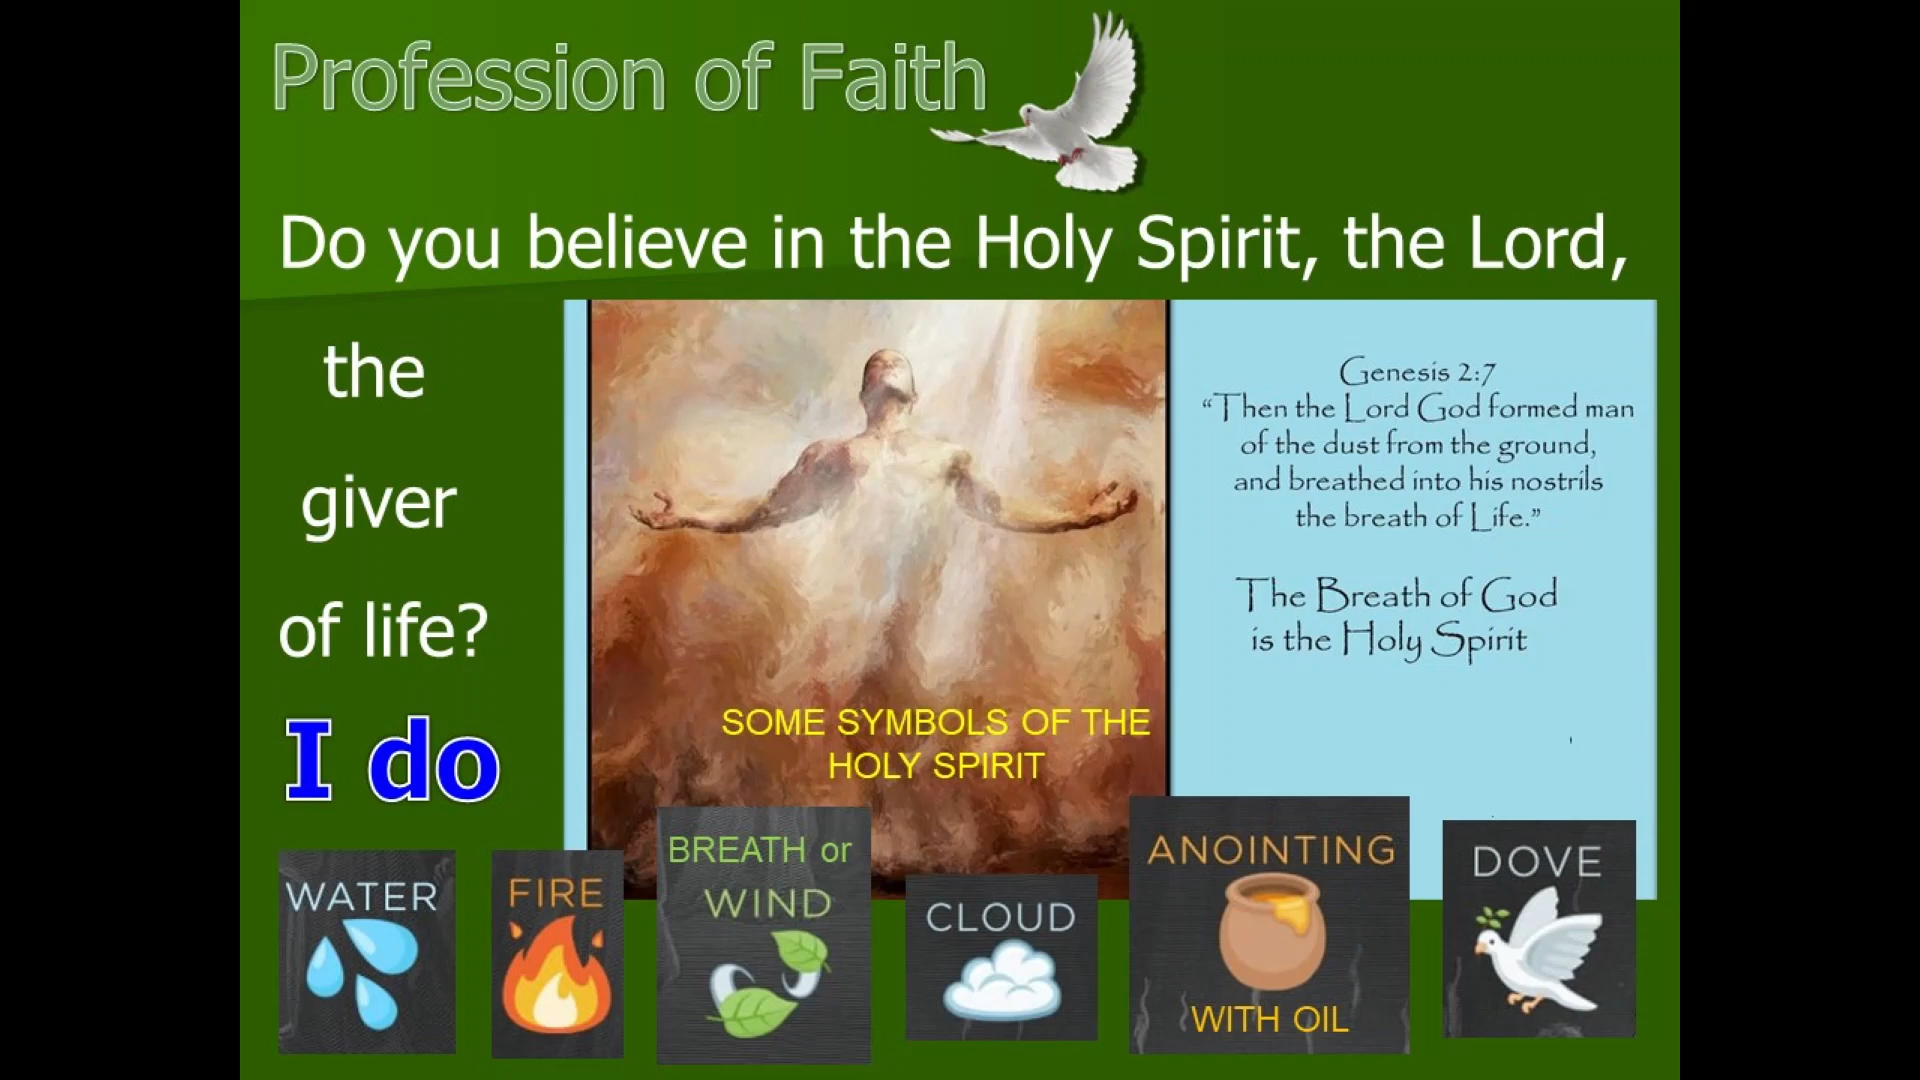 Profession of Faith
Do you believe in the Holy Spirit, the Lord,
the
giver
of life?
I do
Genesis 2:7
“Then the Lord God formed man
of the dust from the ground,
and breathed into his nostrils
the breath of Life.”
The Breath of God
is the Holy Spirit
SOME SYMBOLS OF THE
HOLY SPIRIT
WATER
FIRE
BREATH or
WIND
CLOUD
ANOINTING
WITH OIL
DOVE